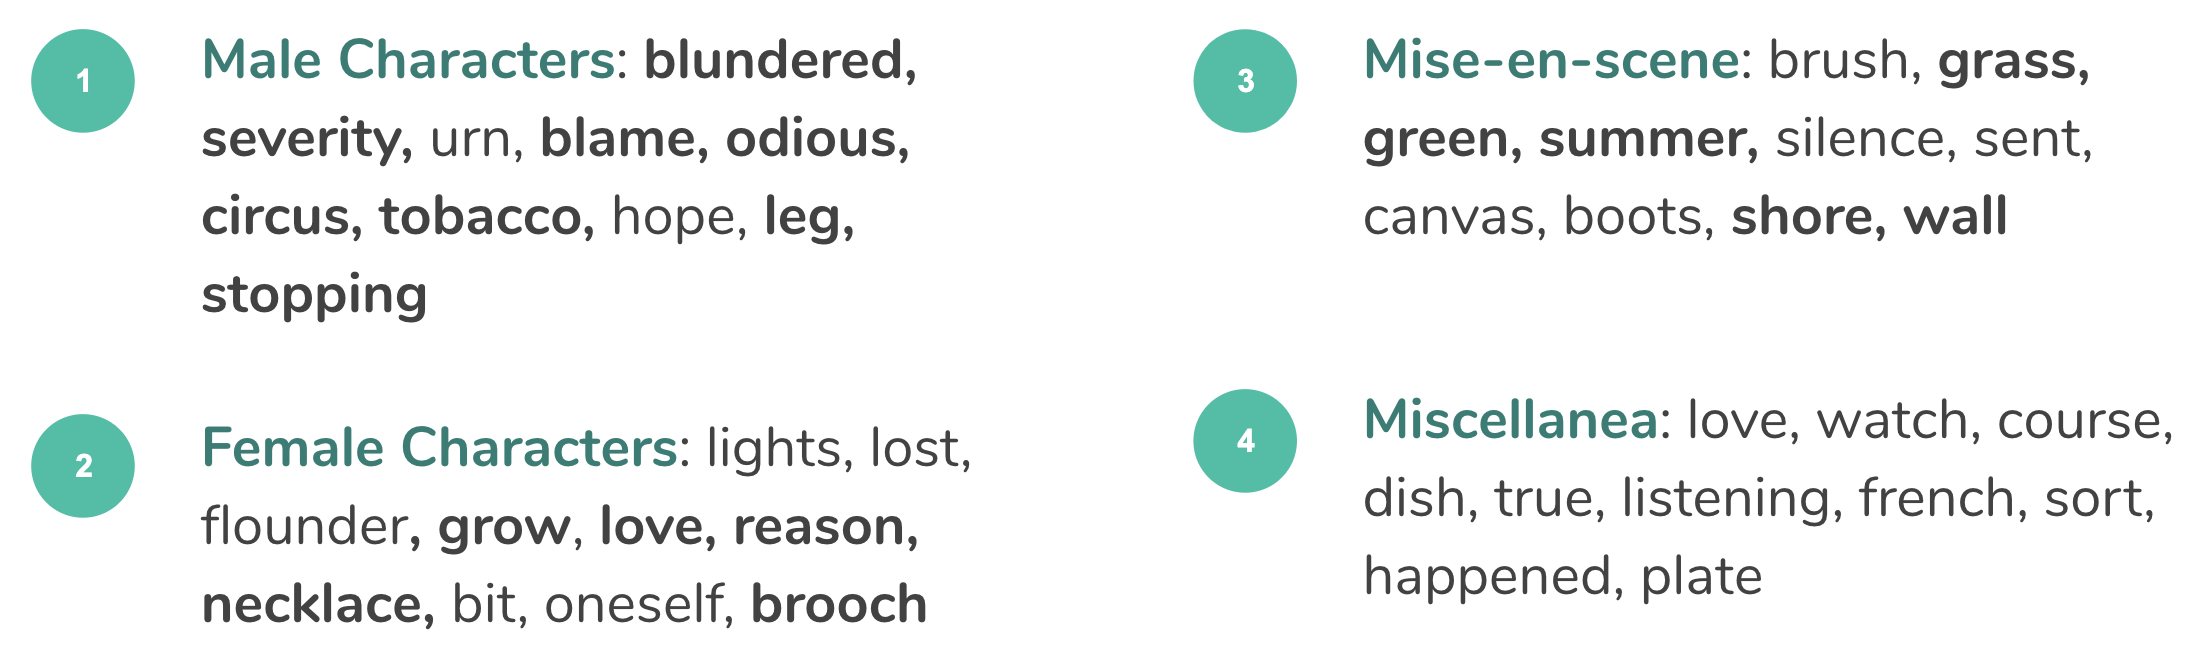 1
Male Characters: blundered,
severity, urn, blame, odious,
circus, tobacco, hope, leg,
stopping
2
Female Characters: lights, lost,
flounder, grow, love, reason,
necklace, bit, oneself, brooch
3
Mise-en-scene: brush, grass,
green, summer, silence, sent,
canvas, boots, shore, wall
4
Miscellanea: love, watch, course,
dish, true, listening, french, sort,
happened, plate